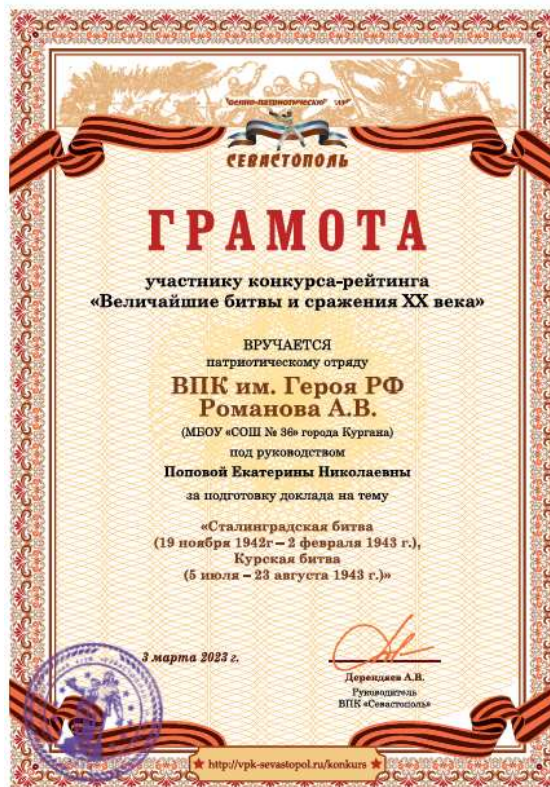 СЕВАСТОПОЛЬ
ГРАМОТА
участнику конкурса-рейтинга
«Величайшие битвы и сражения XX века»
ВРУЧАЕТСЯ
патриотическому отряду
ВПК им. Героя РФ
Романова А.В.
(МБОУ «СОШ № 36» города Кургана)
под руководством
Поповой Екатерины Николаевны
за подготовку доклада на тему
«Сталинградская битва
(19 ноября 1942г – 2 февраля 1943 г.),
Курская битва
(5 июля – 23 августа 1943 г.)»
3 марта 2023 г.
Дерендяев А.В.
Руководитель
ВПК «Севастополь»
http://vpk-sevastopol.ru/konkurs